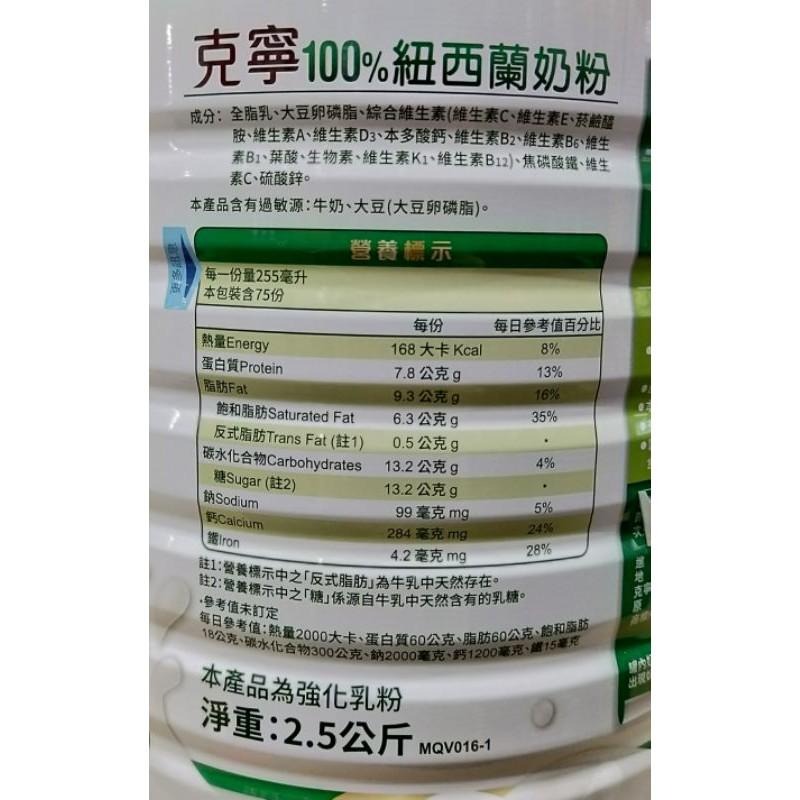 克寧100%紐西蘭奶粉
成分：全脂乳、大豆卵磷脂、綜合維生素(維生素C、維生素E、菸鹼醯
胺、維生素A、維生素D3、本多酸鈣、維生素B2、維生素B6、維生
素B1、葉酸、生物素、維生素K1、維生素B12)、焦磷酸鐵、維生
素C、硫酸鋅。
本產品含有過敏源：牛奶、大豆(大豆卵磷脂)。
更多訊息
營養標示
每一份量255毫升
本包裝含75份
每份 每日參考值百分比
熱量Energy 168 大卡 Kcal 8%
蛋白質Protein 7.8 公克 g 13%
脂肪Fat 9.3 公克 g 16%
飽和脂肪Saturated Fat 6.3 公克 g 35%
反式脂肪Trans Fat (註1) 0.5 公克 g •
碳水化合物Carbohydrates 13.2 公克 g 4%
糖Sugar (註2) 13.2 公克 g •
鈉Sodium 99 毫克 mg 5%
鈣Calcium 284 毫克 mg 24%
鐵Iron 4.2 毫克 mg 28%
註1：營養標示中之「反式脂肪」為牛乳中天然存在。
註2：營養標示中之「糖」係源自牛乳中天然含有的乳糖。
•參考值未訂定
每日參考值：熱量2000大卡、蛋白質60公克、脂肪60公克、飽和脂肪
18公克、碳水化合物300公克、鈉2000毫克、鈣1200毫克、鐵15毫克
本產品為強化乳粉
淨重：2.5公斤 MQV016-1